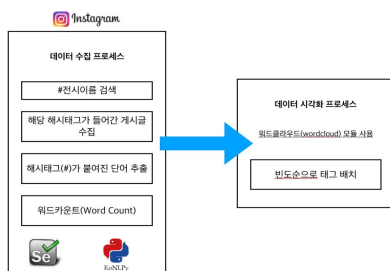 Instagram
데이터 수집 프로세스
#전시이름 검색
해당 해시태그가 들어간 게시글
수집
해시태그(#)가 붙여진 단어 추출
워드카운트(Word Count)
Se
KoNLPy
데이터 시각화 프로세스
워드클라우드(wordcloud) 모듈 사용
빈도순으로 태그 배치